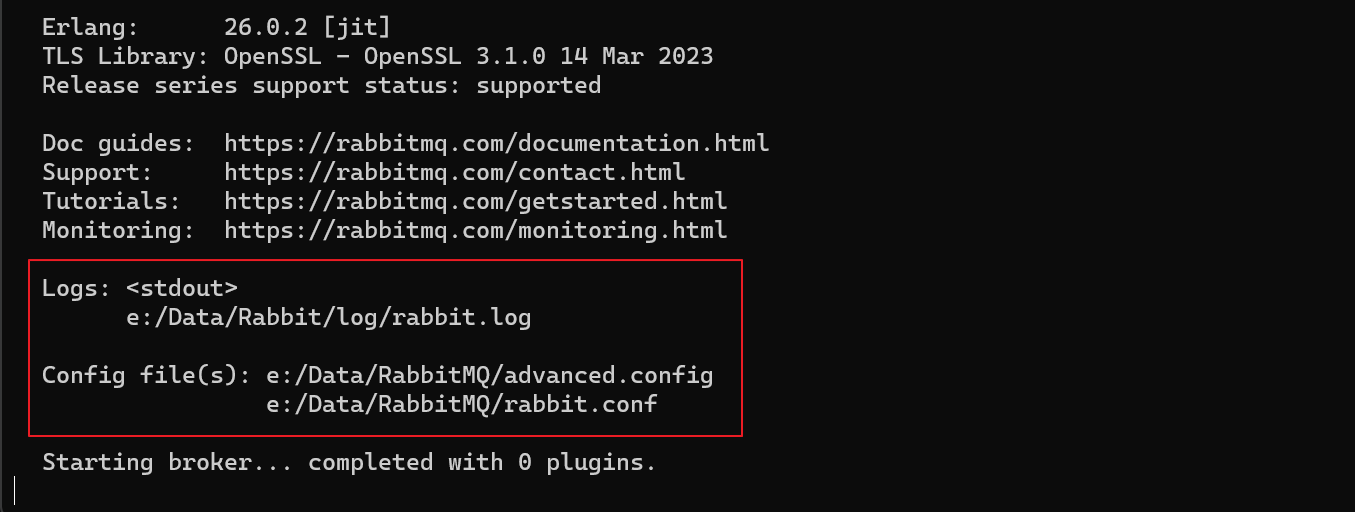 Erlang:      26.0.2 [jit]
TLS Library: OpenSSL - OpenSSL 3.1.0 14 Mar 2023
Release series support status: supported
Doc guides:  https://rabbitmq.com/documentation.html
Support:     https://rabbitmq.com/contact.html
Tutorials:   https://rabbitmq.com/getstarted.html
Monitoring:  https://rabbitmq.com/monitoring.html
Logs: <stdout>
e:/Data/Rabbit/log/rabbit.log
Config file(s): e:/Data/RabbitMQ/advanced.config
e:/Data/RabbitMQ/rabbit.conf
Starting broker... completed with 0 plugins.